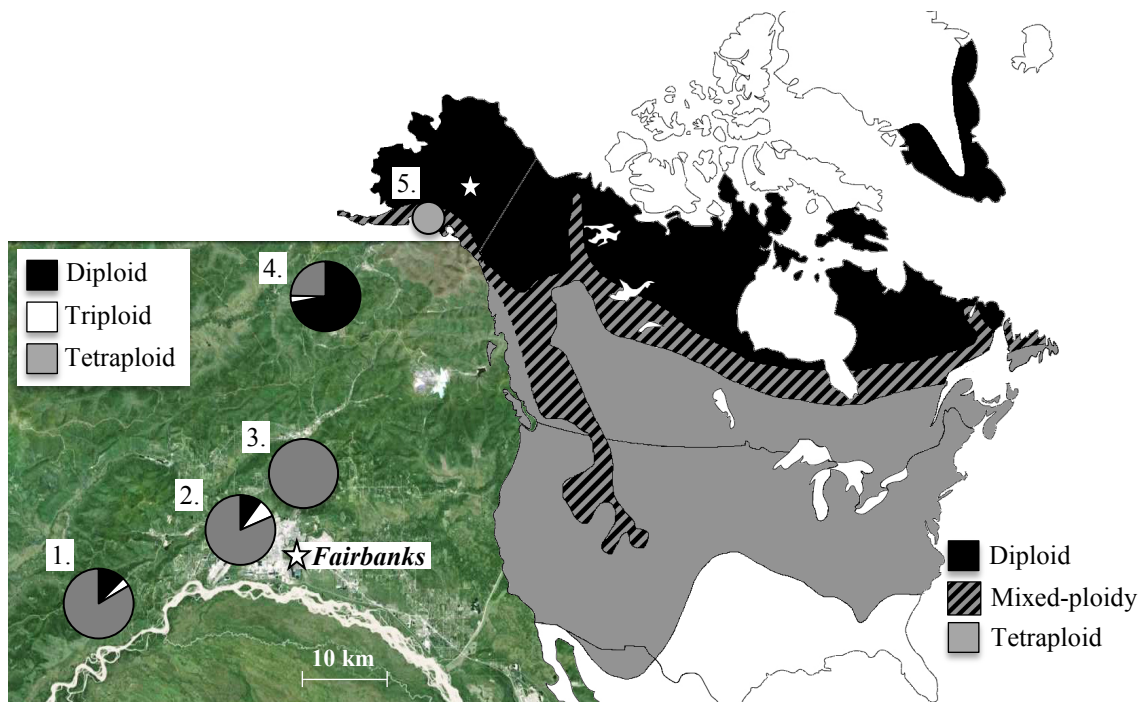 5.
Diploid
Triploid
Tetraploid
4.
3.
2.
Fairbanks
1.
10 km
Diploid
Mixed-ploidy
Tetraploid